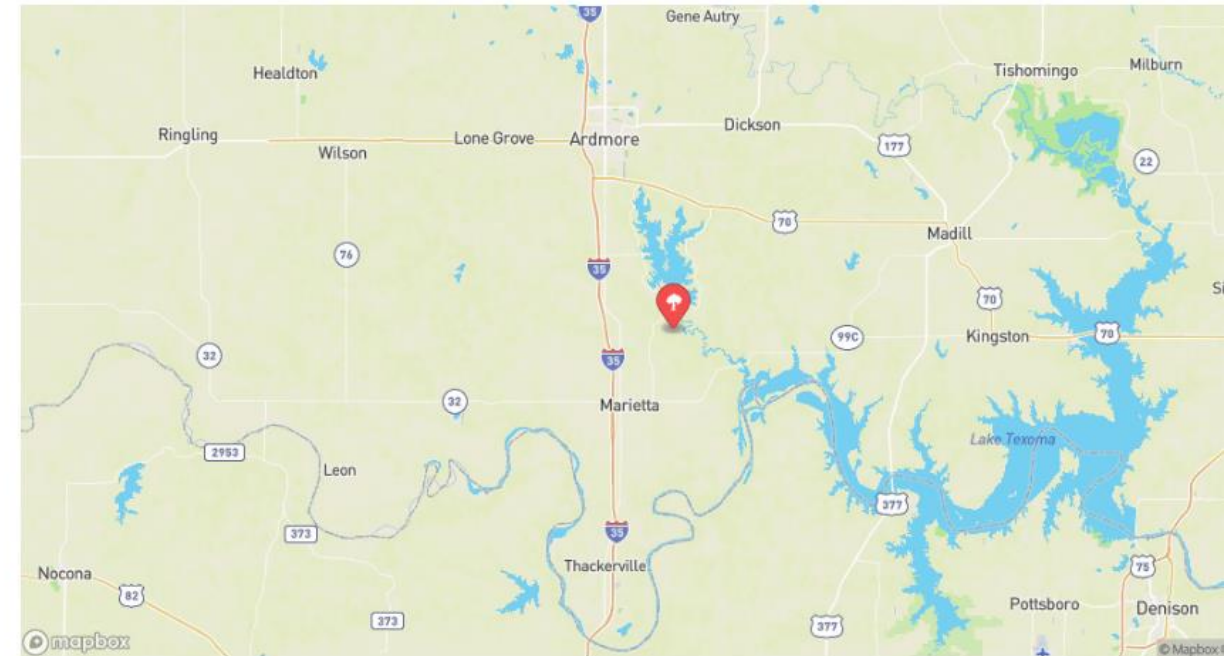 35
Gene Autry
Healdton
Tishomingo
Milburn
Ringling
Wilson
Lone Grove
Ardmore
Dickson
177
22
70
Madill
76
35
70
Si
32
35
99C
Kingston
70
32
Marietta
2953
Leon
Lake Texoma
377
373
35
Nocona
82
Thackerville
75
373
377
Pottsboro
Denison
mapbox
© Mapbox